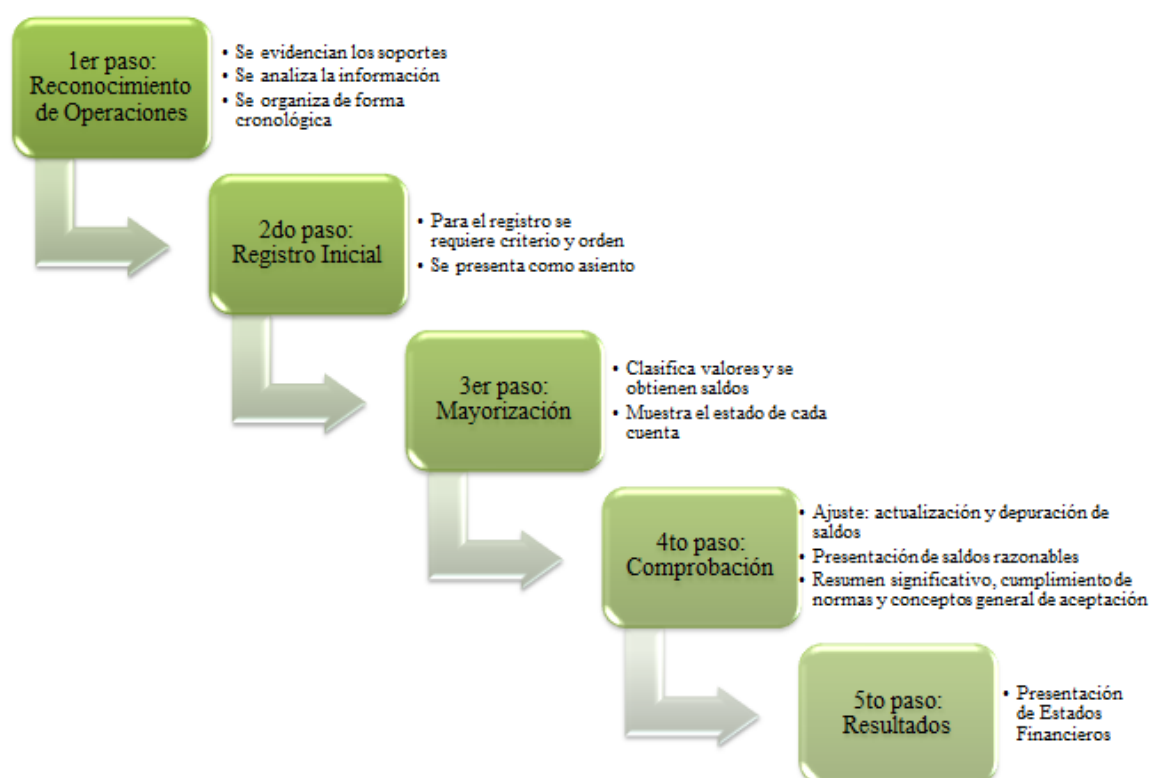 1er paso:
Reconocimiento
de Operaciones
• Se evidencian los soportes
• Se analiza la información
• Se organiza de forma
cronológica
2do paso:
Registro Inicial
• Para el registro se
requiere criterio y orden
• Se presenta como asiento
3er paso:
Mayorización
• Clasifica valores y se
obtienen saldos
• Muestra el estado de cada
cuenta
4to paso:
Comprobación
• Ajuste: actualización y depuración de
saldos
• Presentación de saldos razonables
• Resumen significativo, cumplimiento de
normas y conceptos general de aceptación
5to paso:
Resultados
• Presentación
de Estados
Financieros